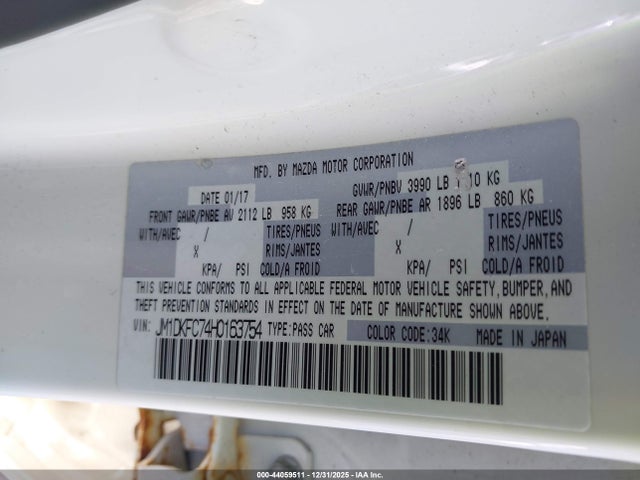 MFD. BY MAZDA MOTOR CORPORATION
DATE 01/17 GVWR/PNBV 3990 LB 10 KG
FRONT GAWR/PNBE AV 2112 LB 958 KG REAR GAWR/PNBE AR 1896 LB 860 KG
WITH/AVEC / TIRES/PNEUS WITH/AVEC / TIRES/PNEUS
X RIMS/JANTES X RIMS/JANTES
KPA/ PSI COLD/A FROID KPA/ PSI COLD/A FROID
THIS VEHICLE CONFORMS TO ALL APPLICABLE FEDERAL MOTOR VEHICLE SAFETY, BUMPER, AND
THEFT PREVENTION STANDARDS IN EFFECT ON THE DATE OF MANUFACTURE SHOWN ABOVE.
VIN: JM1DKFC74H0163754 TYPE:PASS CAR COLOR CODE:34K MADE IN JAPAN
000-44059511 - 12/31/2025 - IAA Inc.